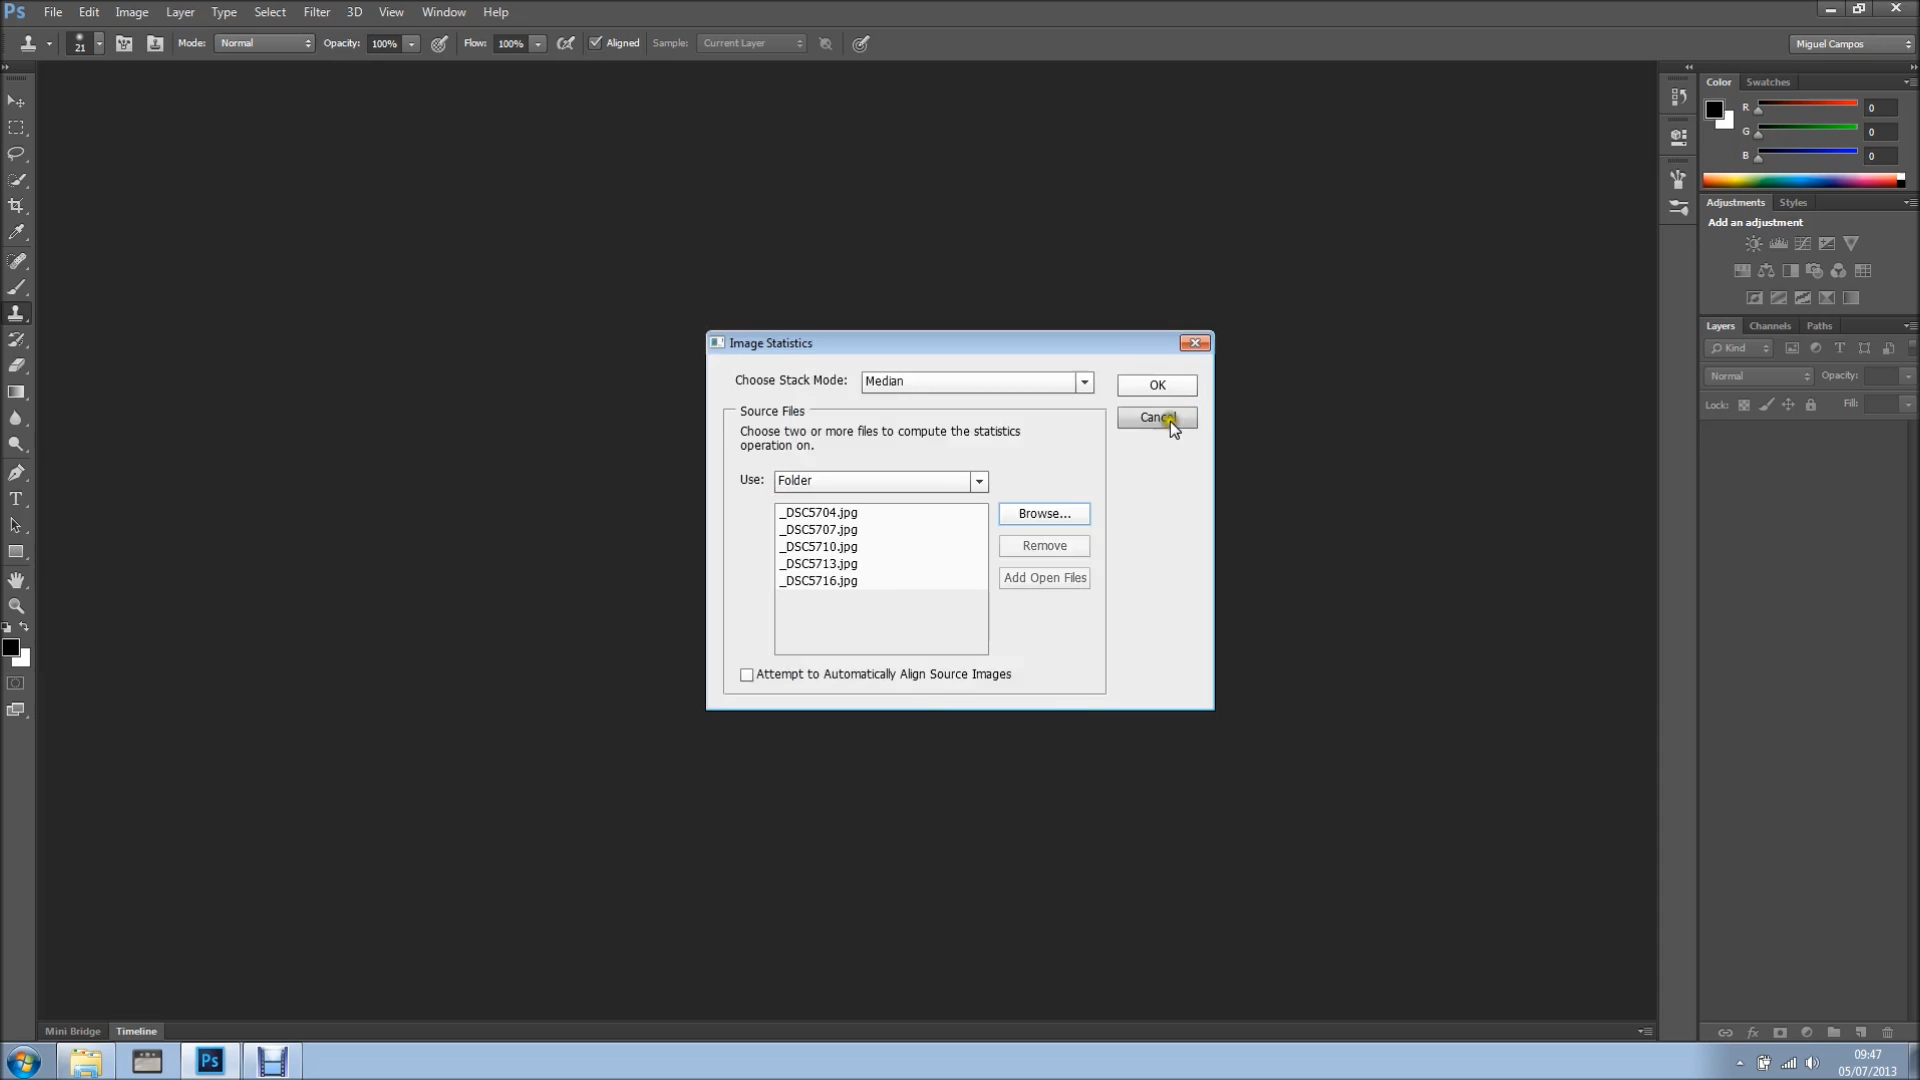 Ps File Edit Image Layer Type Select Filter 3D View Window Help
21 Mode: Normal Opacity: 100% Flow: 100% Aligned Sample: Current Layer Miguel Campos
Color Swatches
R 0
G 0
B 0
Adjustments Styles
Add an adjustment
Layers Channels Paths
Kind T
Normal Opacity:
Lock: Fill:
Image Statistics
Choose Stack Mode: Median OK
Source Files Cancel
Choose two or more files to compute the statistics
operation on.
Use: Folder
_DSC5704.jpg Browse...
_DSC5707.jpg
_DSC5710.jpg Remove
_DSC5713.jpg
_DSC5716.jpg Add Open Files
Attempt to Automatically Align Source Images
T
Mini Bridge Timeline
fx
Ps
09:47
05/07/2013